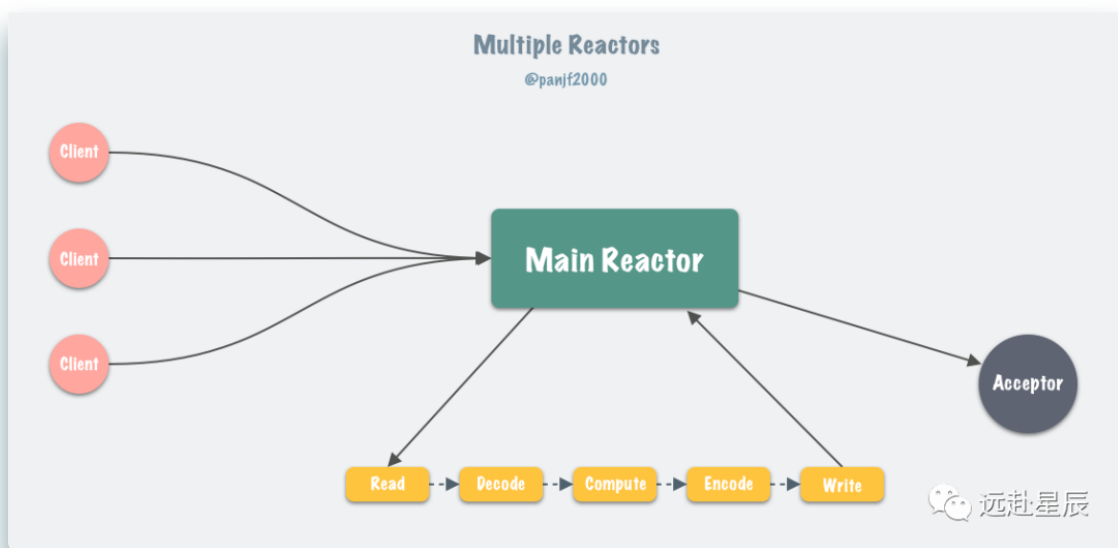 Multiple Reactors
@panjf2000
Client
Client
Client
Main Reactor
Acceptor
Read
Decode
Compute
Encode
Write
远赴星辰